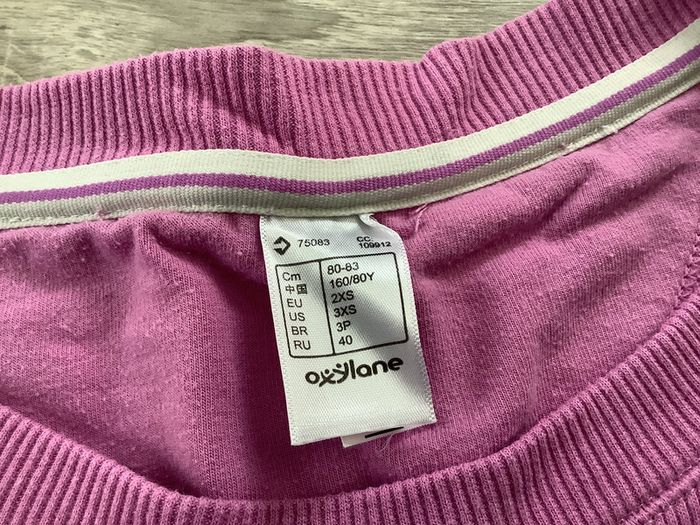 75083 CC. 109912
Cm 80-83
中国 160/80Y
EU 2XS
US 3XS
BR 3P
RU 40
oxylane